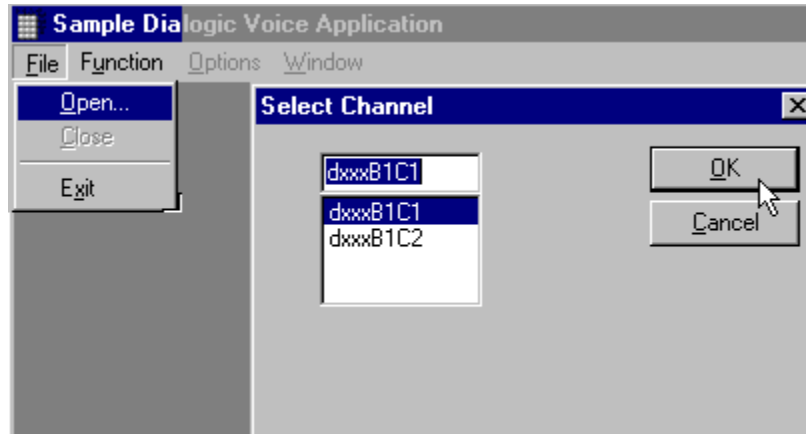 Sample Dialogic Voice Application
File Function Options Window
Open...
Close
Exit
Select Channel
dxxxB1C1
dxxxB1C1
dxxxB1C2
OK
Cancel